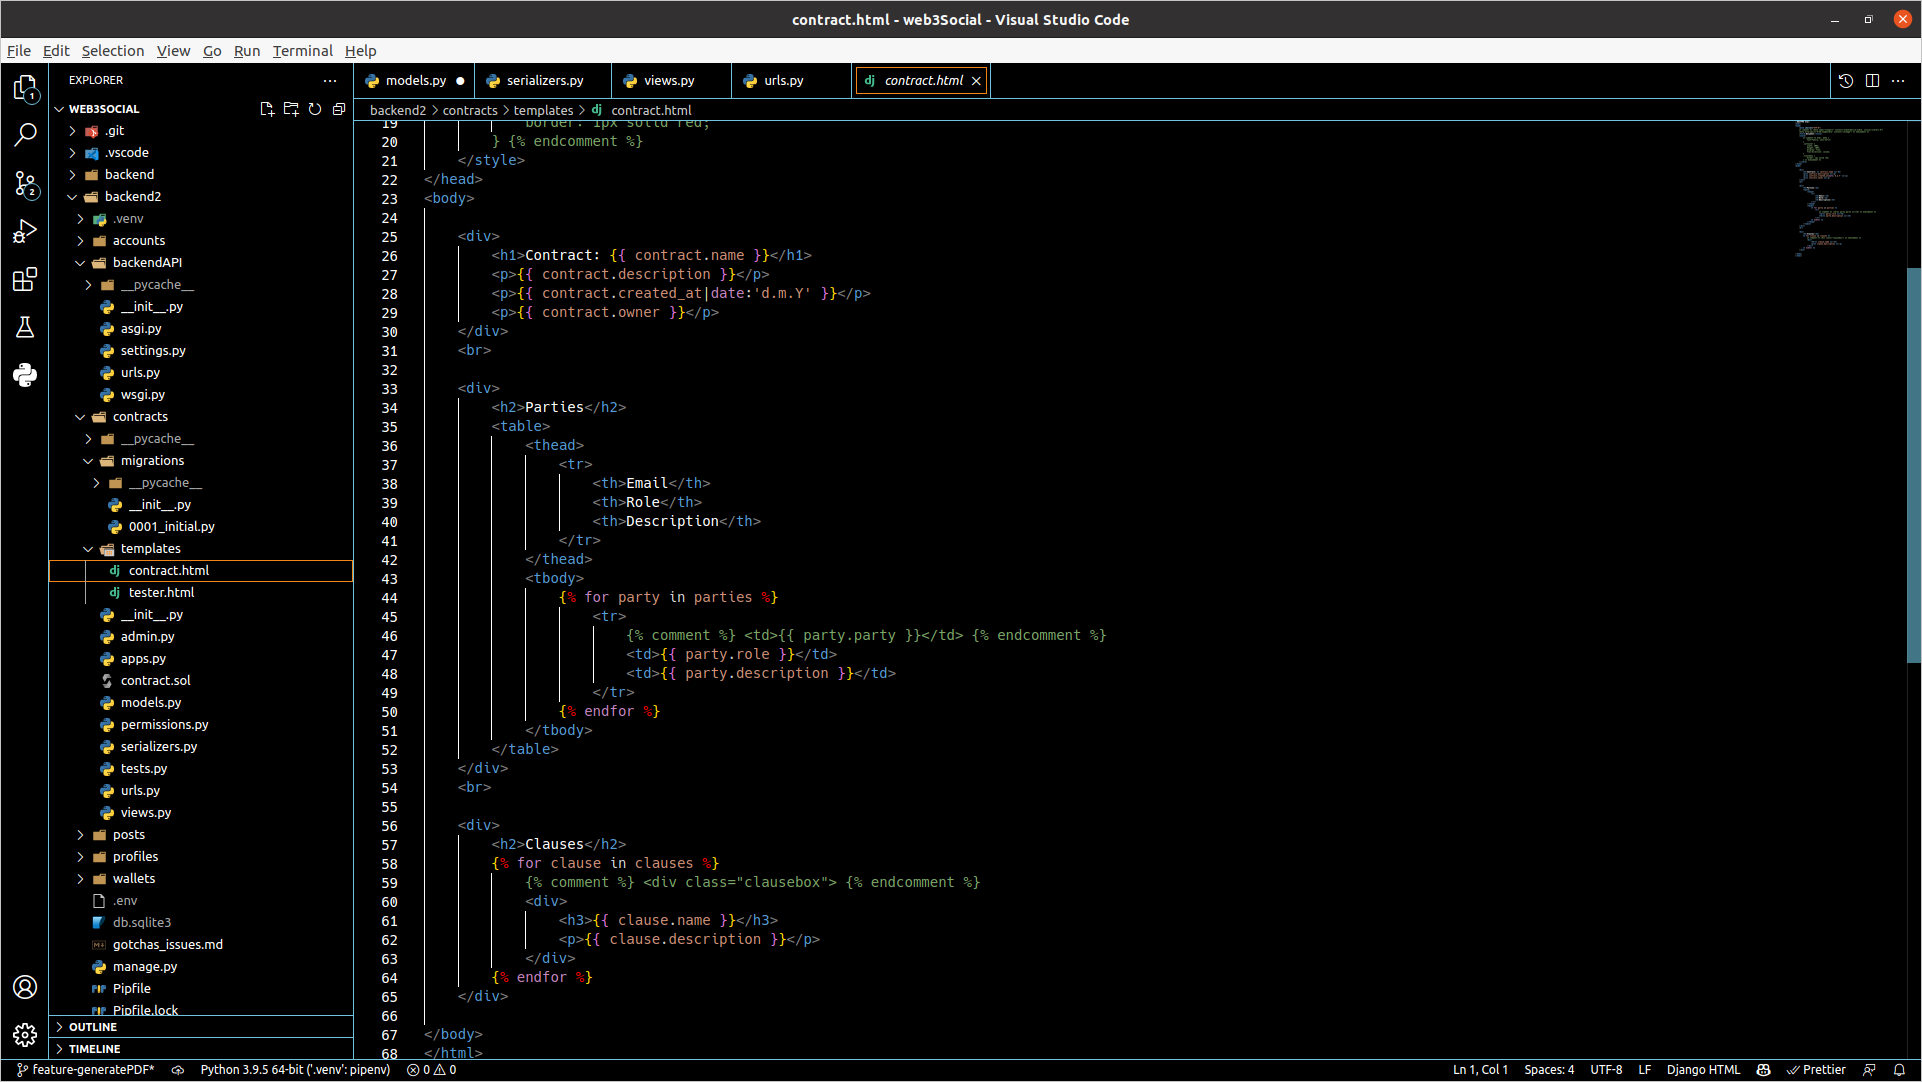 contract.html - web3Social - Visual Studio Code
File Edit Selection View Go Run Terminal Help
EXPLORER
WEB3SOCIAL
.git
.vscode
backend
backend2
.venv
accounts
backendAPI
__pycache__
__init__.py
asgi.py
settings.py
urls.py
wsgi.py
contracts
__pycache__
migrations
__pycache__
__init__.py
0001_initial.py
templates
contract.html
tester.html
__init__.py
admin.py
apps.py
contract.sol
models.py
permissions.py
serializers.py
tests.py
urls.py
views.py
posts
profiles
wallets
.env
db.sqlite3
gotchas_issues.md
manage.py
Pipfile
Pipfile.lock
OUTLINE
TIMELINE
1
2
models.py serializers.py views.py urls.py contract.html
backend2 > contracts > templates > contract.html
19 border: 1px solid red;
20 } {% endcomment %}
21 </style>
22 </head>
23 <body>
24
25 <div>
26 <h1>Contract: {{ contract.name }}</h1>
27 <p>{{ contract.description }}</p>
28 <p>{{ contract.created_at|date:'d.m.Y' }}</p>
29 <p>{{ contract.owner }}</p>
30 </div>
31 <br>
32
33 <div>
34 <h2>Parties</h2>
35 <table>
36 <thead>
37 <tr>
38 <th>Email</th>
39 <th>Role</th>
40 <th>Description</th>
41 </tr>
42 </thead>
43 <tbody>
44 {% for party in parties %}
45 <tr>
46 {% comment %} <td>{{ party.party }}</td> {% endcomment %}
47 <td>{{ party.role }}</td>
48 <td>{{ party.description }}</td>
49 </tr>
50 {% endfor %}
51 </tbody>
52 </table>
53 </div>
54 <br>
55
56 <div>
57 <h2>Clauses</h2>
58 {% for clause in clauses %}
59 {% comment %} <div class="clausebox"> {% endcomment %}
60 <div>
61 <h3>{{ clause.name }}</h3>
62 <p>{{ clause.description }}</p>
63 </div>
64 {% endfor %}
65 </div>
66
67 </body>
68 </html>
feature-generatePDF* Python 3.9.5 64-bit ('.venv': pipenv) 0 0 Ln 1, Col 1 Spaces: 4 UTF-8 LF Django HTML Prettier